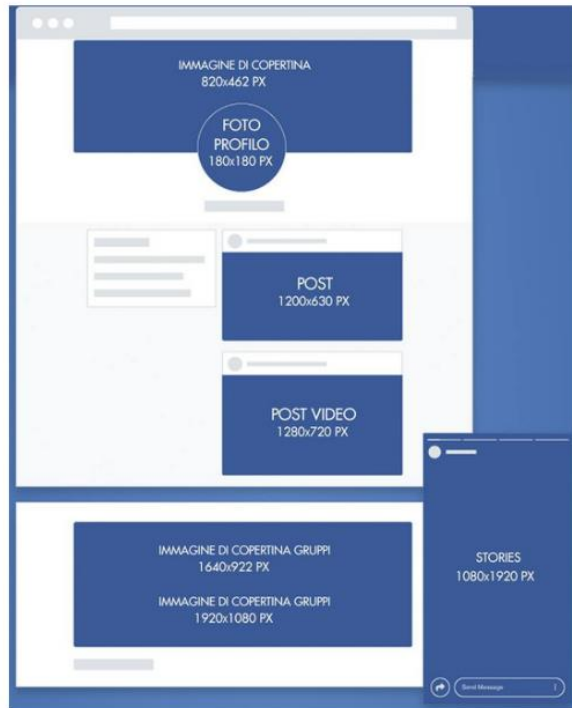 IMMAGINE DI COPERTINA
820x462 PX
FOTO
PROFILO
180x180 PX
POST
1200x630 PX
POST VIDEO
1280x720 PX
IMMAGINE DI COPERTINA GRUPPI
1640x922 PX
IMMAGINE DI COPERTINA GRUPPI
1920x1080 PX
STORIES
1080x1920 PX
Send Message